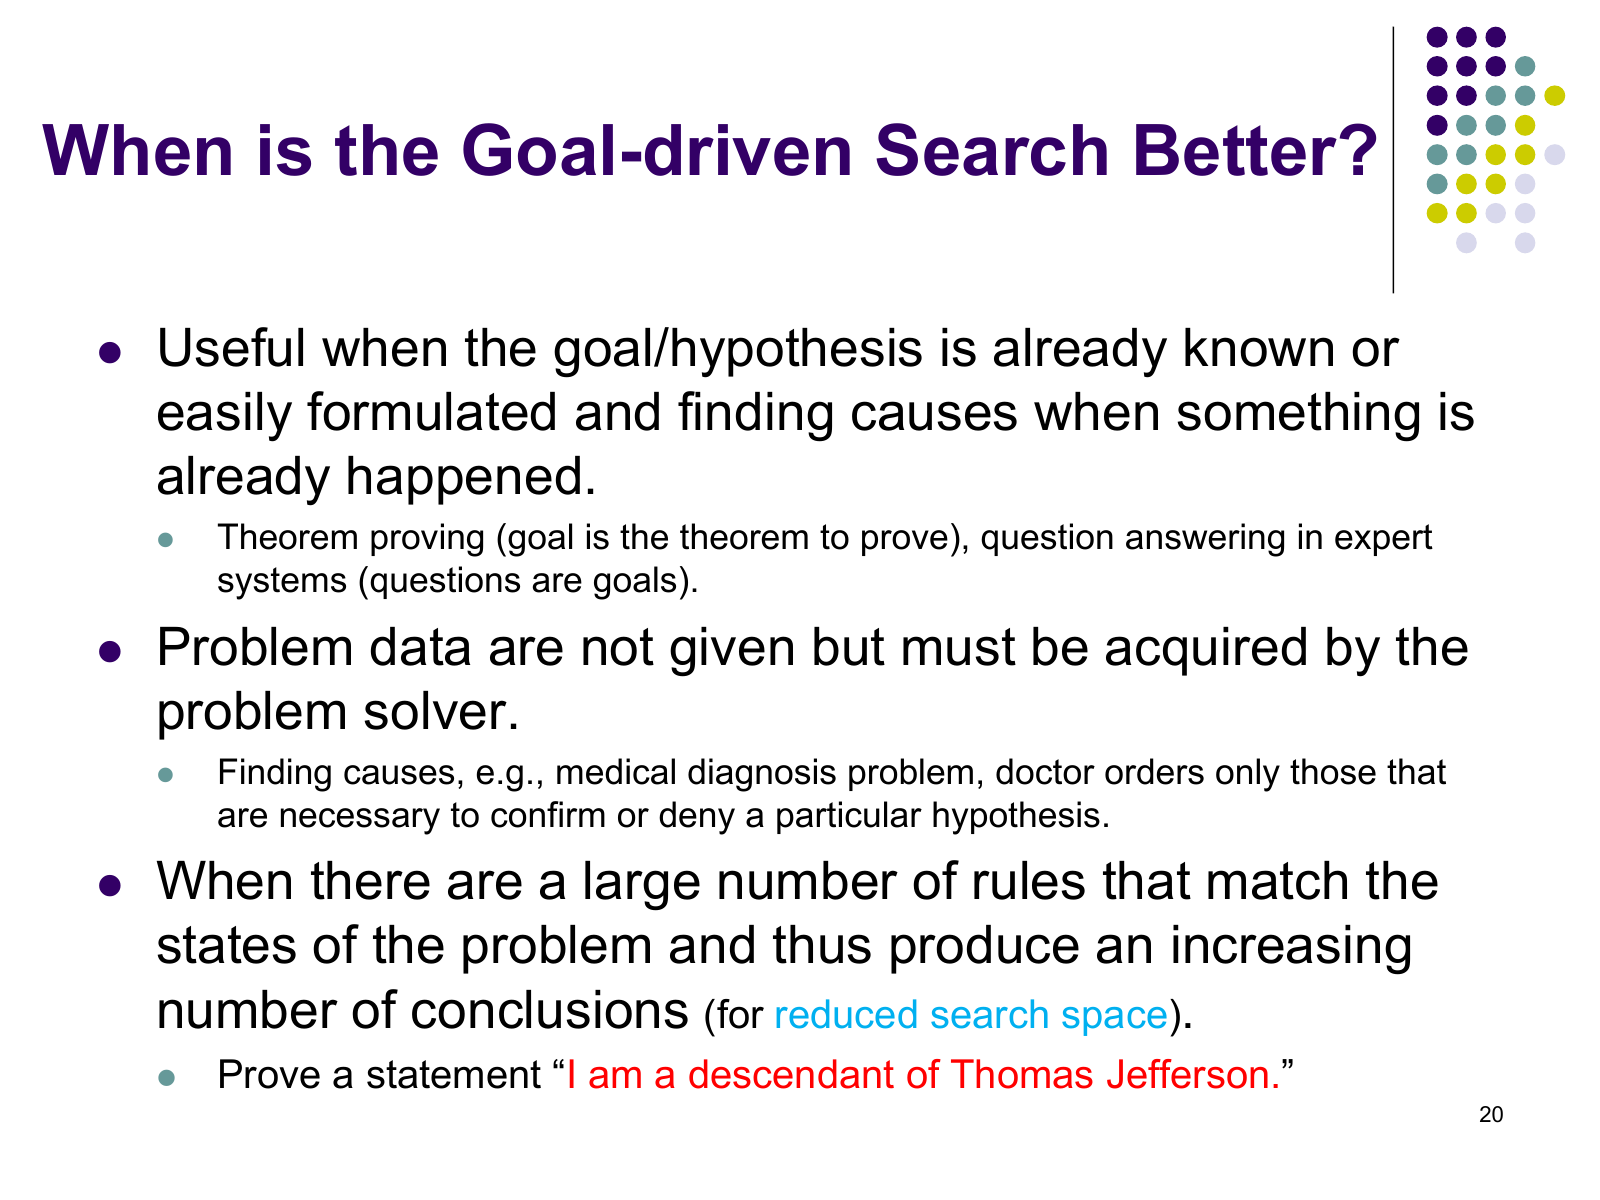 When is the Goal-driven Search Better?
● Useful when the goal/hypothesis is already known or
easily formulated and finding causes when something is
already happened.
● Theorem proving (goal is the theorem to prove), question answering in expert
systems (questions are goals).
● Problem data are not given but must be acquired by the
problem solver.
● Finding causes, e.g., medical diagnosis problem, doctor orders only those that
are necessary to confirm or deny a particular hypothesis.
● When there are a large number of rules that match the
states of the problem and thus produce an increasing
number of conclusions (for reduced search space).
● Prove a statement “I am a descendant of Thomas Jefferson.”
20